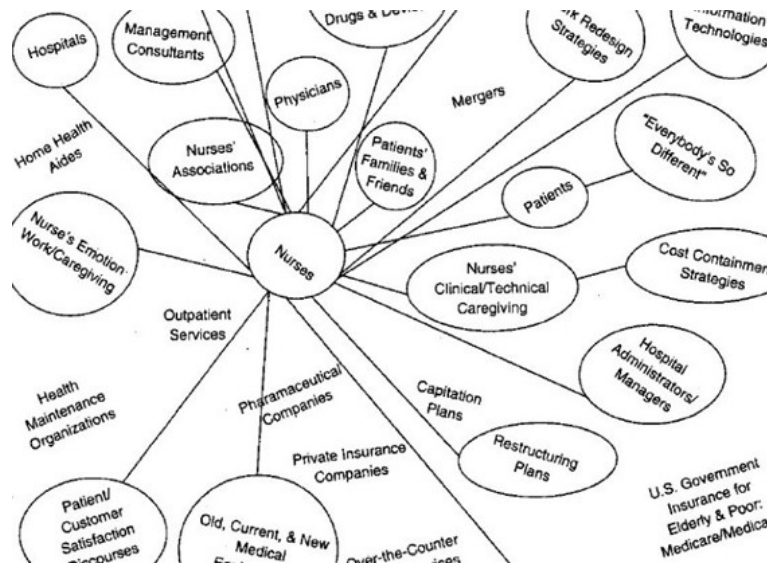 Hospitals
Management
Consultants
Drugs &
Redesign
Strategies
Technologies
Physicians
Mergers
Home Health
Aides
Nurses'
Associations
Patients'
Families &
Friends
"Everybody's So
Different"
Patients
Nurse's Emotion
Work/Caregiving
Nurses
Nurses'
Clinical/Technical
Caregiving
Cost
Strategies
Outpatient
Services
Hospital
Administrators/
Managers
Health
Maintenance
Organizations
Pharamaceutical
Companies
Capitation
Plans
Private Insurance
Companies
Restructuring
Plans
U.S. Government
Insurance for
Elderly & Poor:
Patient/
Customer
Satisfaction
Old, Current, & New
Medical
Over-the-Counter